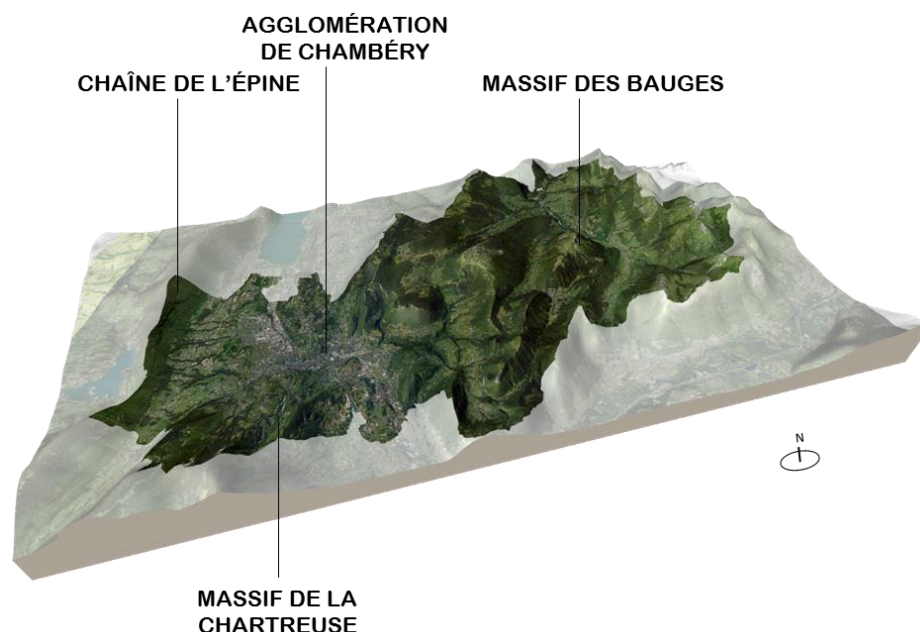 AGGLOMÉRATION
DE CHAMBÉRY
CHAÎNE DE L'ÉPINE
MASSIF DES BAUGES
N
MASSIF DE LA
CHARTREUSE